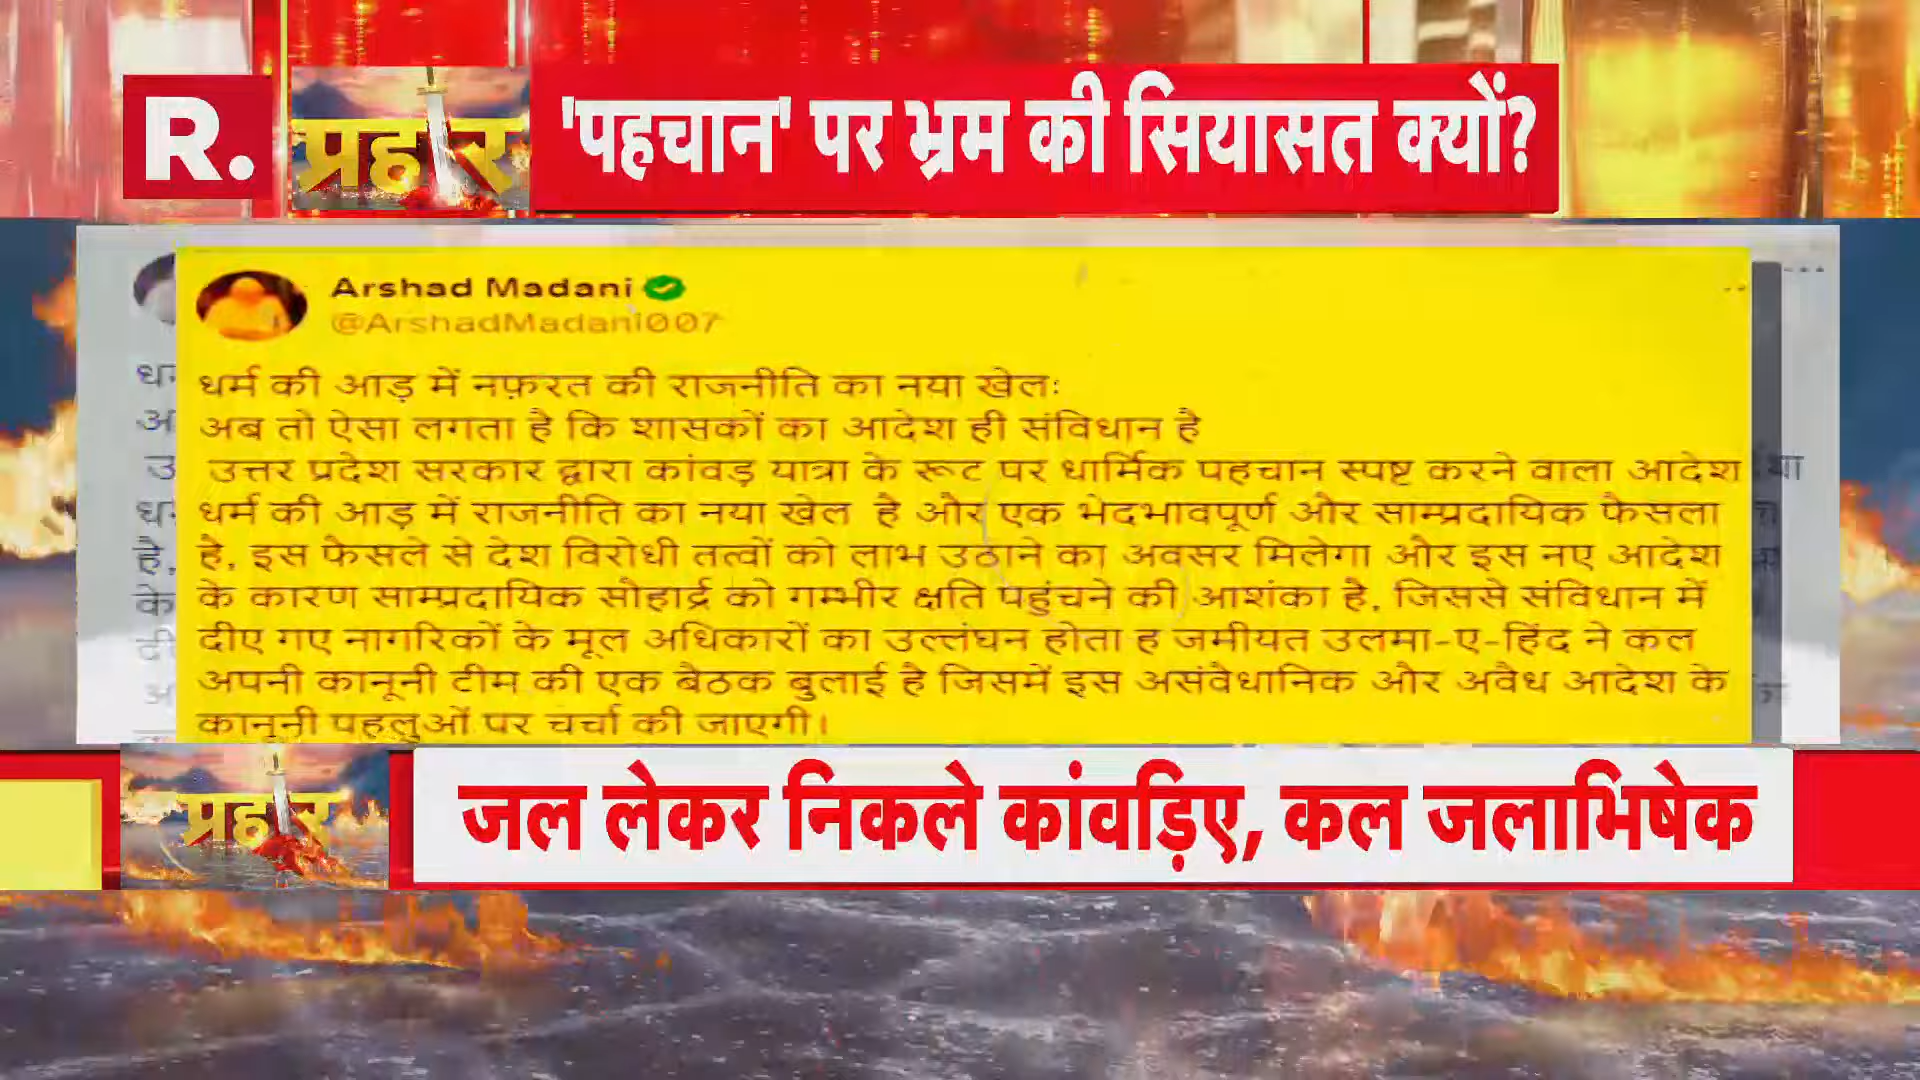 R.
प्रहार
'पहचान' पर भ्रम की सियासत क्यों?
Arshad Madani
@ArshadMadani007
धर्म की आड़ में नफ़रत की राजनीति का नया खेलः
अब तो ऐसा लगता है कि शासकों का आदेश ही संविधान है
उत्तर प्रदेश सरकार द्वारा कांवड़ यात्रा के रूट पर धार्मिक पहचान स्पष्ट करने वाला आदेश
धर्म की आड़ में राजनीति का नया खेल है और एक भेदभावपूर्ण और साम्प्रदायिक फैसला
है, इस फैसले से देश विरोधी तत्वों को लाभ उठाने का अवसर मिलेगा और इस नए आदेश
के कारण साम्प्रदायिक सोहार्द्र को गम्भीर क्षति पहुंचने की आशंका है, जिससे संविधान में
दीए गए नागरिकों के मूल अधिकारों का उल्लंघन होता ह जमीयत उलमा-ए-हिंद ने कल
अपनी कानूनी टीम की एक बैठक बुलाई है जिसमें इस असंवैधानिक और अवैध आदेश के
कानूनी पहलुओं पर चर्चा की जाएगी।
प्रहार
जल लेकर निकले कांवड़िए, कल जलाभिषेक